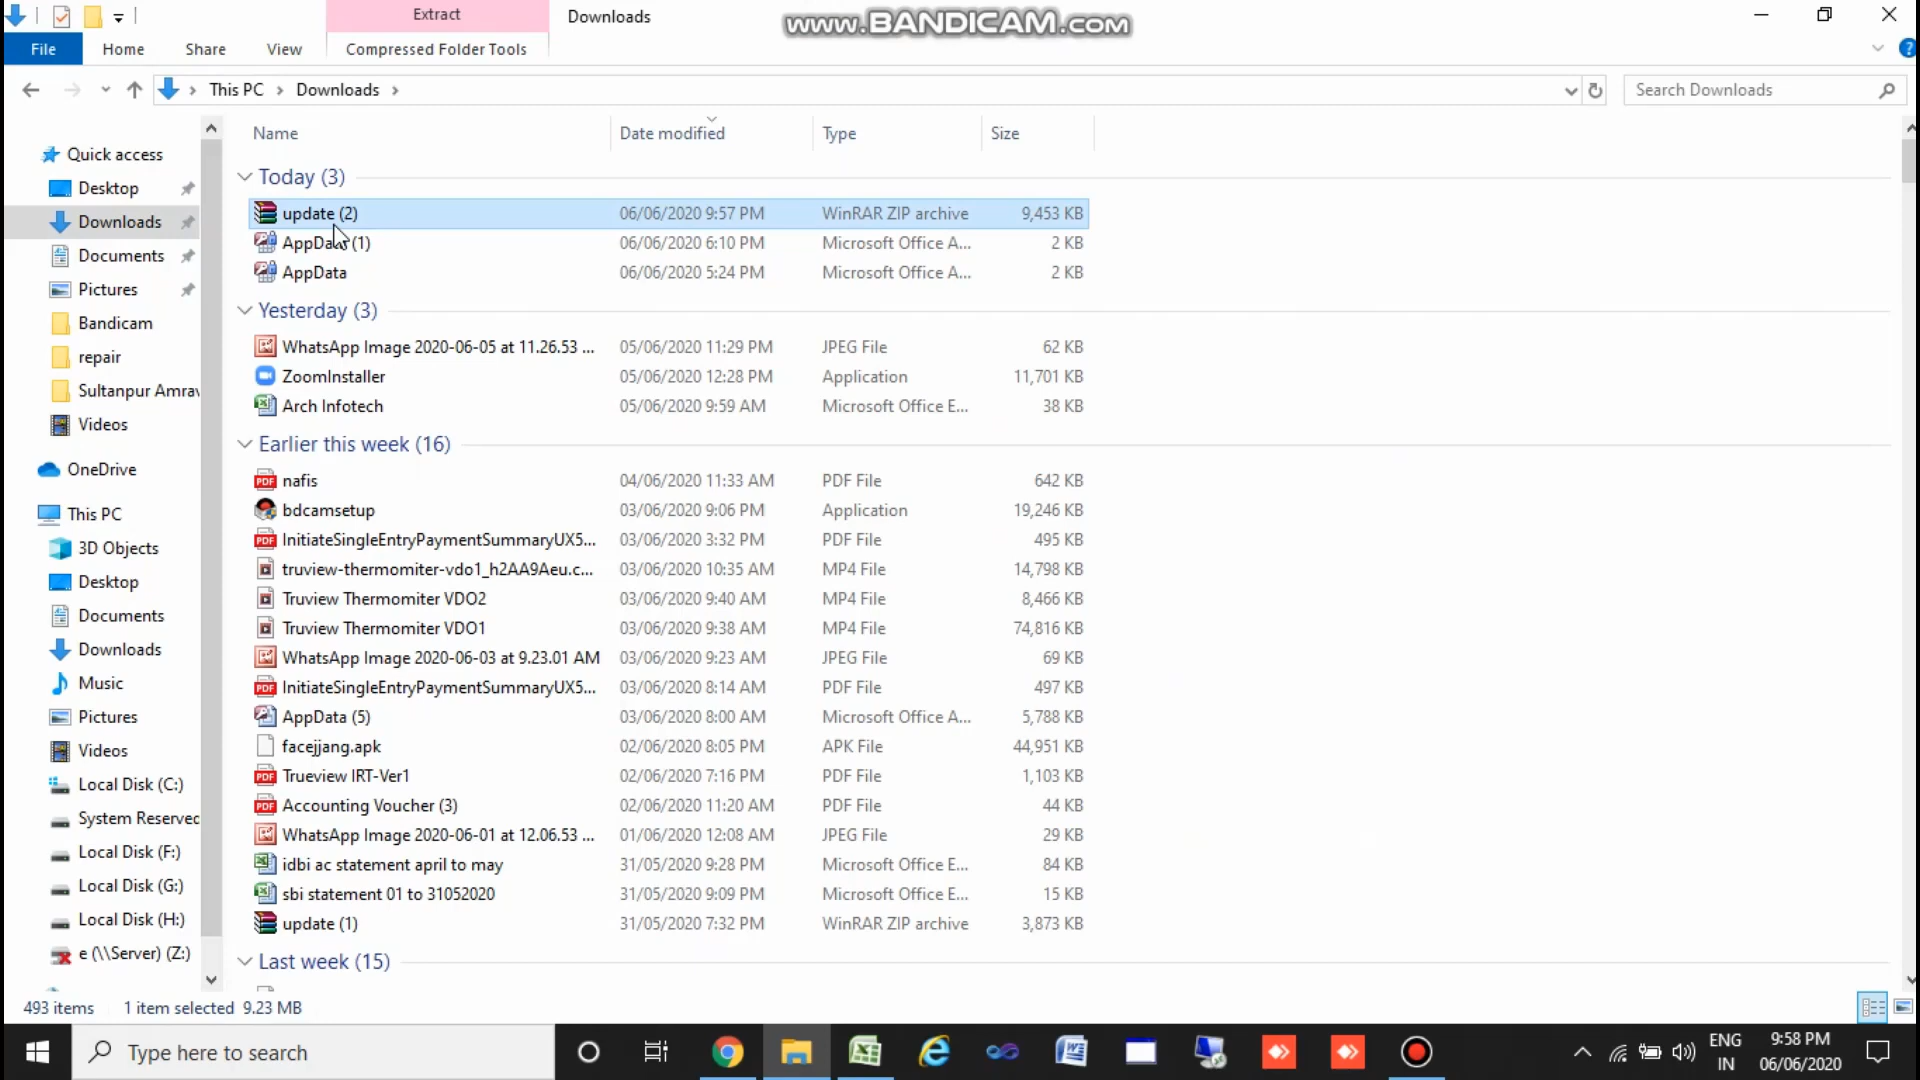 Extract
Downloads
www.BANDICAM.com
File
Home
Share
View
Compressed Folder Tools
This PC
Downloads
Search Downloads
Name
Date modified
Type
Size
Quick access
Desktop
Downloads
Documents
Pictures
Bandicam
repair
Sultanpur Amrav
Videos
OneDrive
This PC
3D Objects
Desktop
Documents
Downloads
Music
Pictures
Videos
Local Disk (C:)
System Reserved
Local Disk (F:)
Local Disk (G:)
Local Disk (H:)
e (\\Server) (Z:)
Today (3)
update (2) 06/06/2020 9:57 PM WinRAR ZIP archive 9,453 KB
AppData (1) 06/06/2020 6:10 PM Microsoft Office A... 2 KB
AppData 06/06/2020 5:24 PM Microsoft Office A... 2 KB
Yesterday (3)
WhatsApp Image 2020-06-05 at 11.26.53 ... 05/06/2020 11:29 PM JPEG File 62 KB
ZoomInstaller 05/06/2020 12:28 PM Application 11,701 KB
Arch Infotech 05/06/2020 9:59 AM Microsoft Office E... 38 KB
Earlier this week (16)
nafis 04/06/2020 11:33 AM PDF File 642 KB
bdcamsetup 03/06/2020 9:06 PM Application 19,246 KB
InitiateSingleEntryPaymentSummaryUX5... 03/06/2020 3:32 PM PDF File 495 KB
truview-thermomiter-vdo1_h2AA9Aeu.c... 03/06/2020 10:35 AM MP4 File 14,798 KB
Truview Thermomiter VDO2 03/06/2020 9:40 AM MP4 File 8,466 KB
Truview Thermomiter VDO1 03/06/2020 9:38 AM MP4 File 74,816 KB
WhatsApp Image 2020-06-03 at 9.23.01 AM 03/06/2020 9:23 AM JPEG File 69 KB
InitiateSingleEntryPaymentSummaryUX5... 03/06/2020 8:14 AM PDF File 497 KB
AppData (5) 03/06/2020 8:00 AM Microsoft Office A... 5,788 KB
facejjang.apk 02/06/2020 8:05 PM APK File 44,951 KB
Trueview IRT-Ver1 02/06/2020 7:16 PM PDF File 1,103 KB
Accounting Voucher (3) 02/06/2020 11:20 AM PDF File 44 KB
WhatsApp Image 2020-06-01 at 12.06.53 ... 01/06/2020 12:08 AM JPEG File 29 KB
idbi ac statement april to may 31/05/2020 9:28 PM Microsoft Office E... 84 KB
sbi statement 01 to 31052020 31/05/2020 9:09 PM Microsoft Office E... 15 KB
update (1) 31/05/2020 7:32 PM WinRAR ZIP archive 3,873 KB
Last week (15)
493 items 1 item selected 9.23 MB
Type here to search
ENG
IN
9:58 PM
06/06/2020